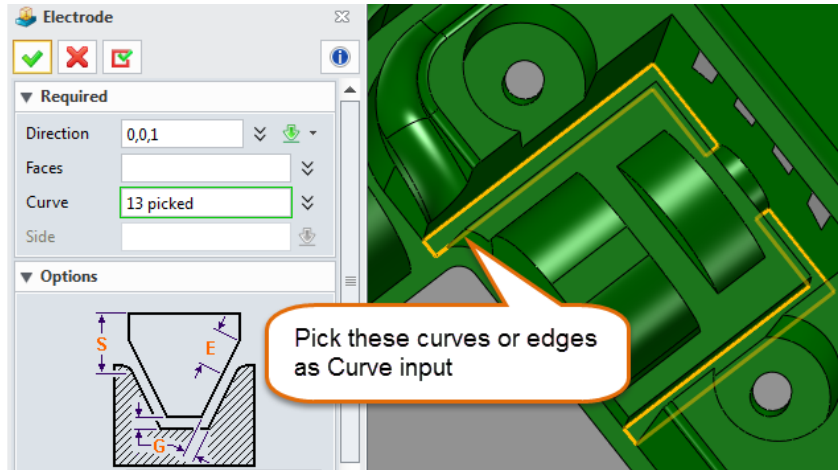 Electrode
Required
Direction 0,0,1
Faces
Curve 13 picked
Side
Options
S
E
G
Pick these curves or edges
as Curve input